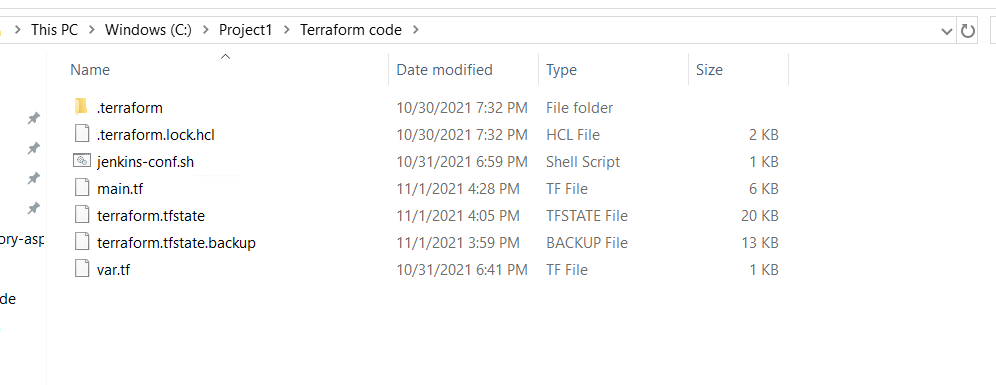 This PC > Windows (C:) > Project1 > Terraform code >
Name Date modified Type Size
.terraform 10/30/2021 7:32 PM File folder
.terraform.lock.hcl 10/30/2021 7:32 PM HCL File 2 KB
jenkins-conf.sh 10/31/2021 6:59 PM Shell Script 1 KB
main.tf 11/1/2021 4:28 PM TF File 6 KB
terraform.tfstate 11/1/2021 4:05 PM TFSTATE File 20 KB
ory-asp terraform.tfstate.backup 11/1/2021 3:59 PM BACKUP File 13 KB
var.tf 10/31/2021 6:41 PM TF File 1 KB
de